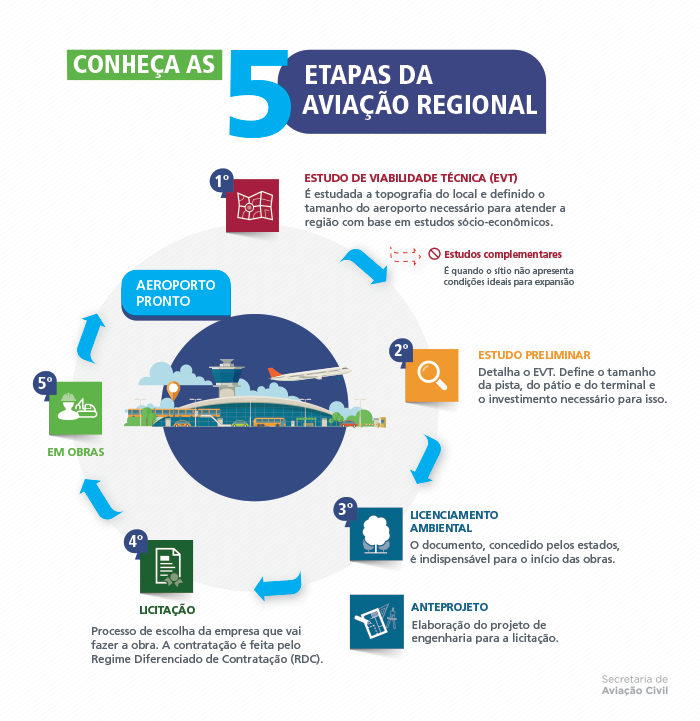 CONHEÇA AS
5
ETAPAS DA
AVIAÇÃO REGIONAL
1º
ESTUDO DE VIABILIDADE TÉCNICA (EVT)
É estudada a topografia do local e definido o
tamanho do aeroporto necessário para atender a
região com base em estudos sócio-econômicos.
Estudos complementares
É quando o sítio não apresenta
condições ideais para expansão
AEROPORTO
PRONTO
2º
ESTUDO PRELIMINAR
Detalha o EVT. Define o tamanho
da pista, do pátio e do terminal e
o investimento necessário para isso.
5º
EM OBRAS
3º
LICENCIAMENTO
AMBIENTAL
O documento, concedido pelos estados,
é indispensável para o início das obras.
4º
LICITAÇÃO
Processo de escolha da empresa que vai
fazer a obra. A contratação é feita pelo
Regime Diferenciado de Contratação (RDC).
ANTEPROJETO
Elaboração do projeto de
engenharia para a licitação.
Secretaria de
Aviação Civil